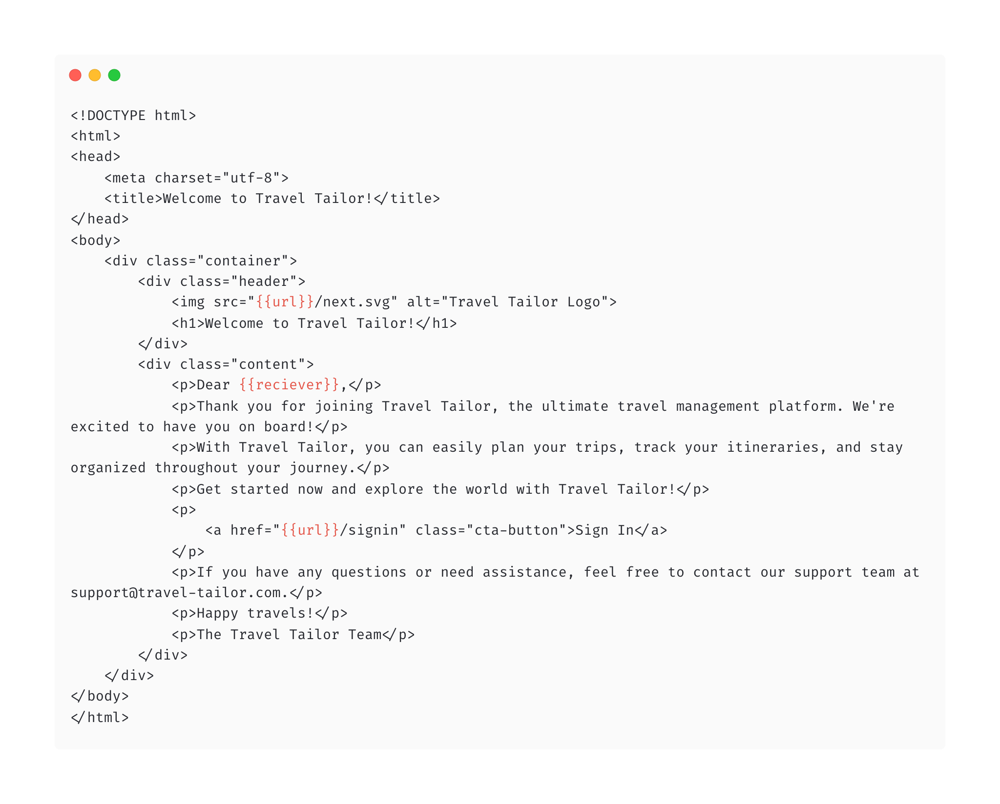 <!DOCTYPE html>
<html>
<head>
    <meta charset="utf-8">
    <title>Welcome to Travel Tailor!</title>
</head>
<body>
    <div class="container">
        <div class="header">
            <img src="{{url}}/next.svg" alt="Travel Tailor Logo">
            <h1>Welcome to Travel Tailor!</h1>
        </div>
        <div class="content">
            <p>Dear {{reciever}},</p>
            <p>Thank you for joining Travel Tailor, the ultimate travel management platform. We're
excited to have you on board!</p>
            <p>With Travel Tailor, you can easily plan your trips, track your itineraries, and stay
organized throughout your journey.</p>
            <p>Get started now and explore the world with Travel Tailor!</p>
            <p>
                <a href="{{url}}/signin" class="cta-button">Sign In</a>
            </p>
            <p>If you have any questions or need assistance, feel free to contact our support team at
support@travel-tailor.com.</p>
            <p>Happy travels!</p>
            <p>The Travel Tailor Team</p>
        </div>
    </div>
</body>
</html>